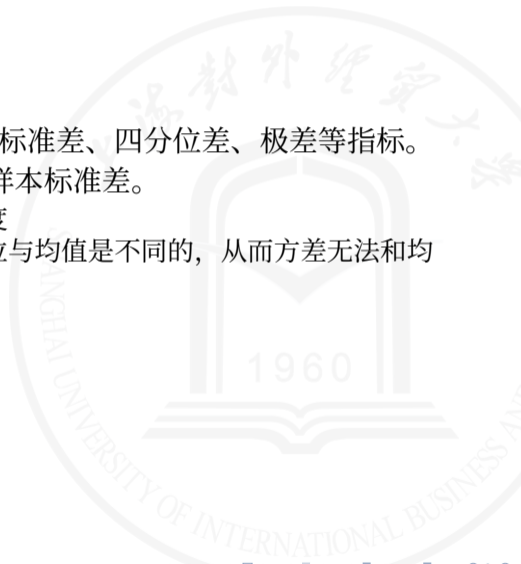 标准差、四分位差、极差等指标。
样本标准差。
度
位与均值是不同的，从而方差无法和均
1960
SHANGHAI UNIVERSITY OF INTERNATIONAL BUSINESS AN